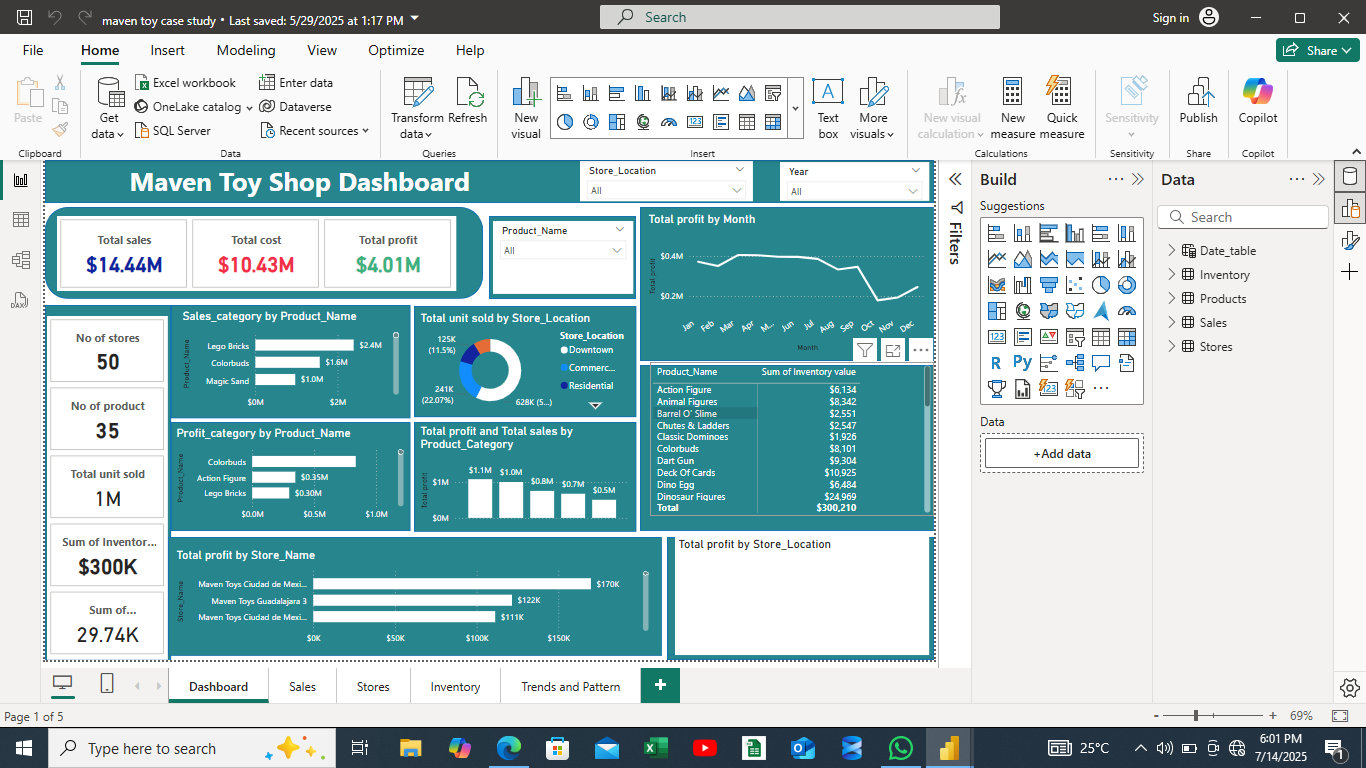 maven toy case study • Last saved: 5/29/2025 at 1:17 PM
Search
Sign in
File
Home
Insert
Modeling
View
Optimize
Help
Share
Paste
Clipboard
Get data
Excel workbook
OneLake catalog
SQL Server
Enter data
Dataverse
Recent sources
Data
Transform data
Refresh
Queries
New visual
Text box
More visuals
Insert
New visual calculation
New measure
Quick measure
Calculations
Sensitivity
Sensitivity
Publish
Share
Copilot
Copilot
Maven Toy Shop Dashboard
Store_Location
All
Year
All
Total sales
$14.44M
Total cost
$10.43M
Total profit
$4.01M
Product_Name
All
Total profit by Month
Total profit
$0.4M
$0.2M
Jan Feb Mar Apr M... Jun Jul Aug Sep Oct Nov Dec
Month
No of stores
50
No of product
35
Total unit sold
1M
Sum of Inventor...
$300K
Sum of...
29.74K
Sales_category by Product_Name
Product_Name
Lego Bricks $2.4M
Colorbuds $1.6M
Magic Sand $1.0M
$0M $2M
Total unit sold by Store_Location
125K
(11.5%)
241K
(22.07%)
628K (5...)
Store_Location
Downtown
Commerc...
Residential
Profit_category by Product_Name
Product_Name
Colorbuds
Action Figure $0.35M
Lego Bricks $0.30M
$0.0M $0.5M $1.0M
Total profit and Total sales by
Product_Category
Total profit
$1M
$0M
$1.1M $1.0M $0.8M $0.7M $0.5M
Product_Name Sum of Inventory value
Action Figure $6,134
Animal Figures $8,342
Barrel O' Slime $2,551
Chutes & Ladders $2,547
Classic Dominoes $1,926
Colorbuds $8,101
Dart Gun $9,304
Deck Of Cards $10,925
Dino Egg $6,484
Dinosaur Figures $24,969
Total $300,210
Total profit by Store_Name
Store_Name
Maven Toys Ciudad de Mexi... $170K
Maven Toys Guadalajara 3 $122K
Maven Toys Ciudad de Mexi... $111K
$0K $50K $100K $150K
Total profit by Store_Location
Filters
Build
Suggestions
R
Py
123
Data
+Add data
Data
Search
Date_table
Inventory
Products
Sales
Stores
DAX
Dashboard
Sales
Stores
Inventory
Trends and Pattern
+
Page 1 of 5
- + 69%
Type here to search
25°C
6:01 PM
7/14/2025
1